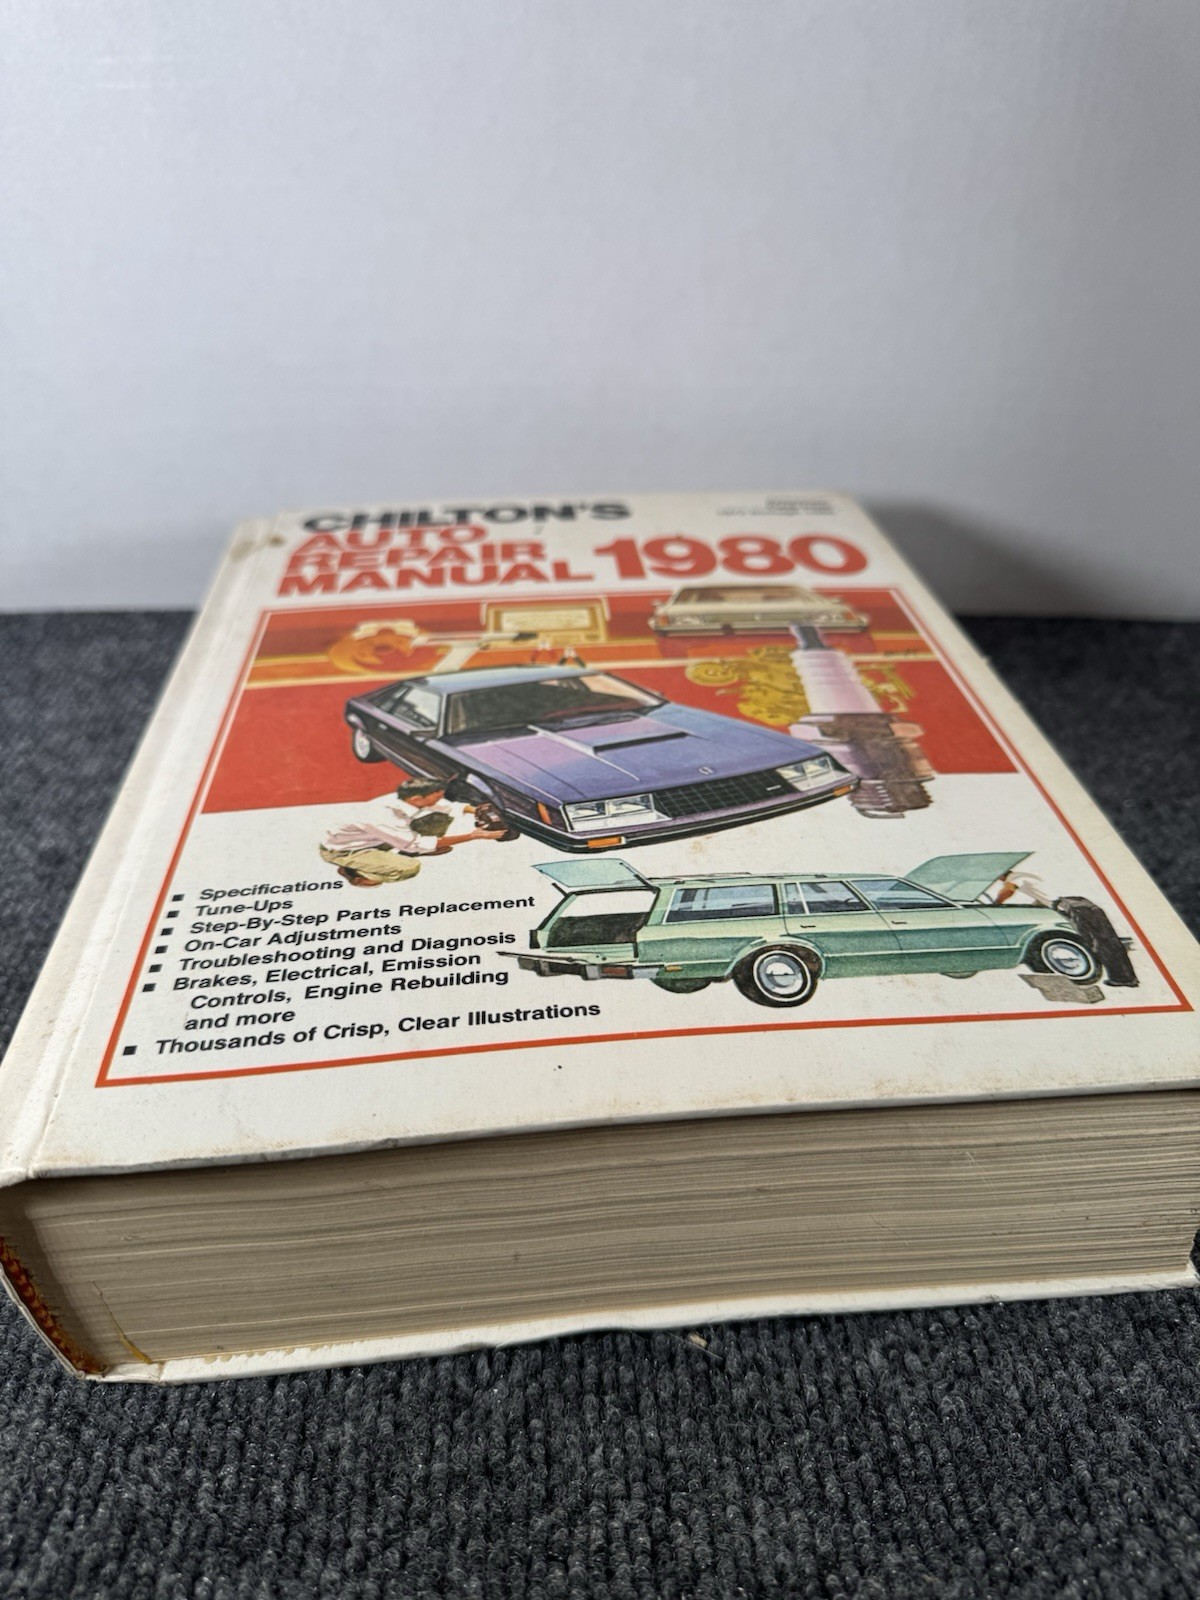 CHILTON'S
AUTO
REPAIR
MANUAL 1980
▪ Specifications
▪ Tune-Ups
▪ Step-By-Step Parts Replacement
▪ On-Car Adjustments
▪ Troubleshooting and Diagnosis
▪ Brakes, Electrical, Emission
Controls, Engine Rebuilding
and more
▪ Thousands of Crisp, Clear Illustrations